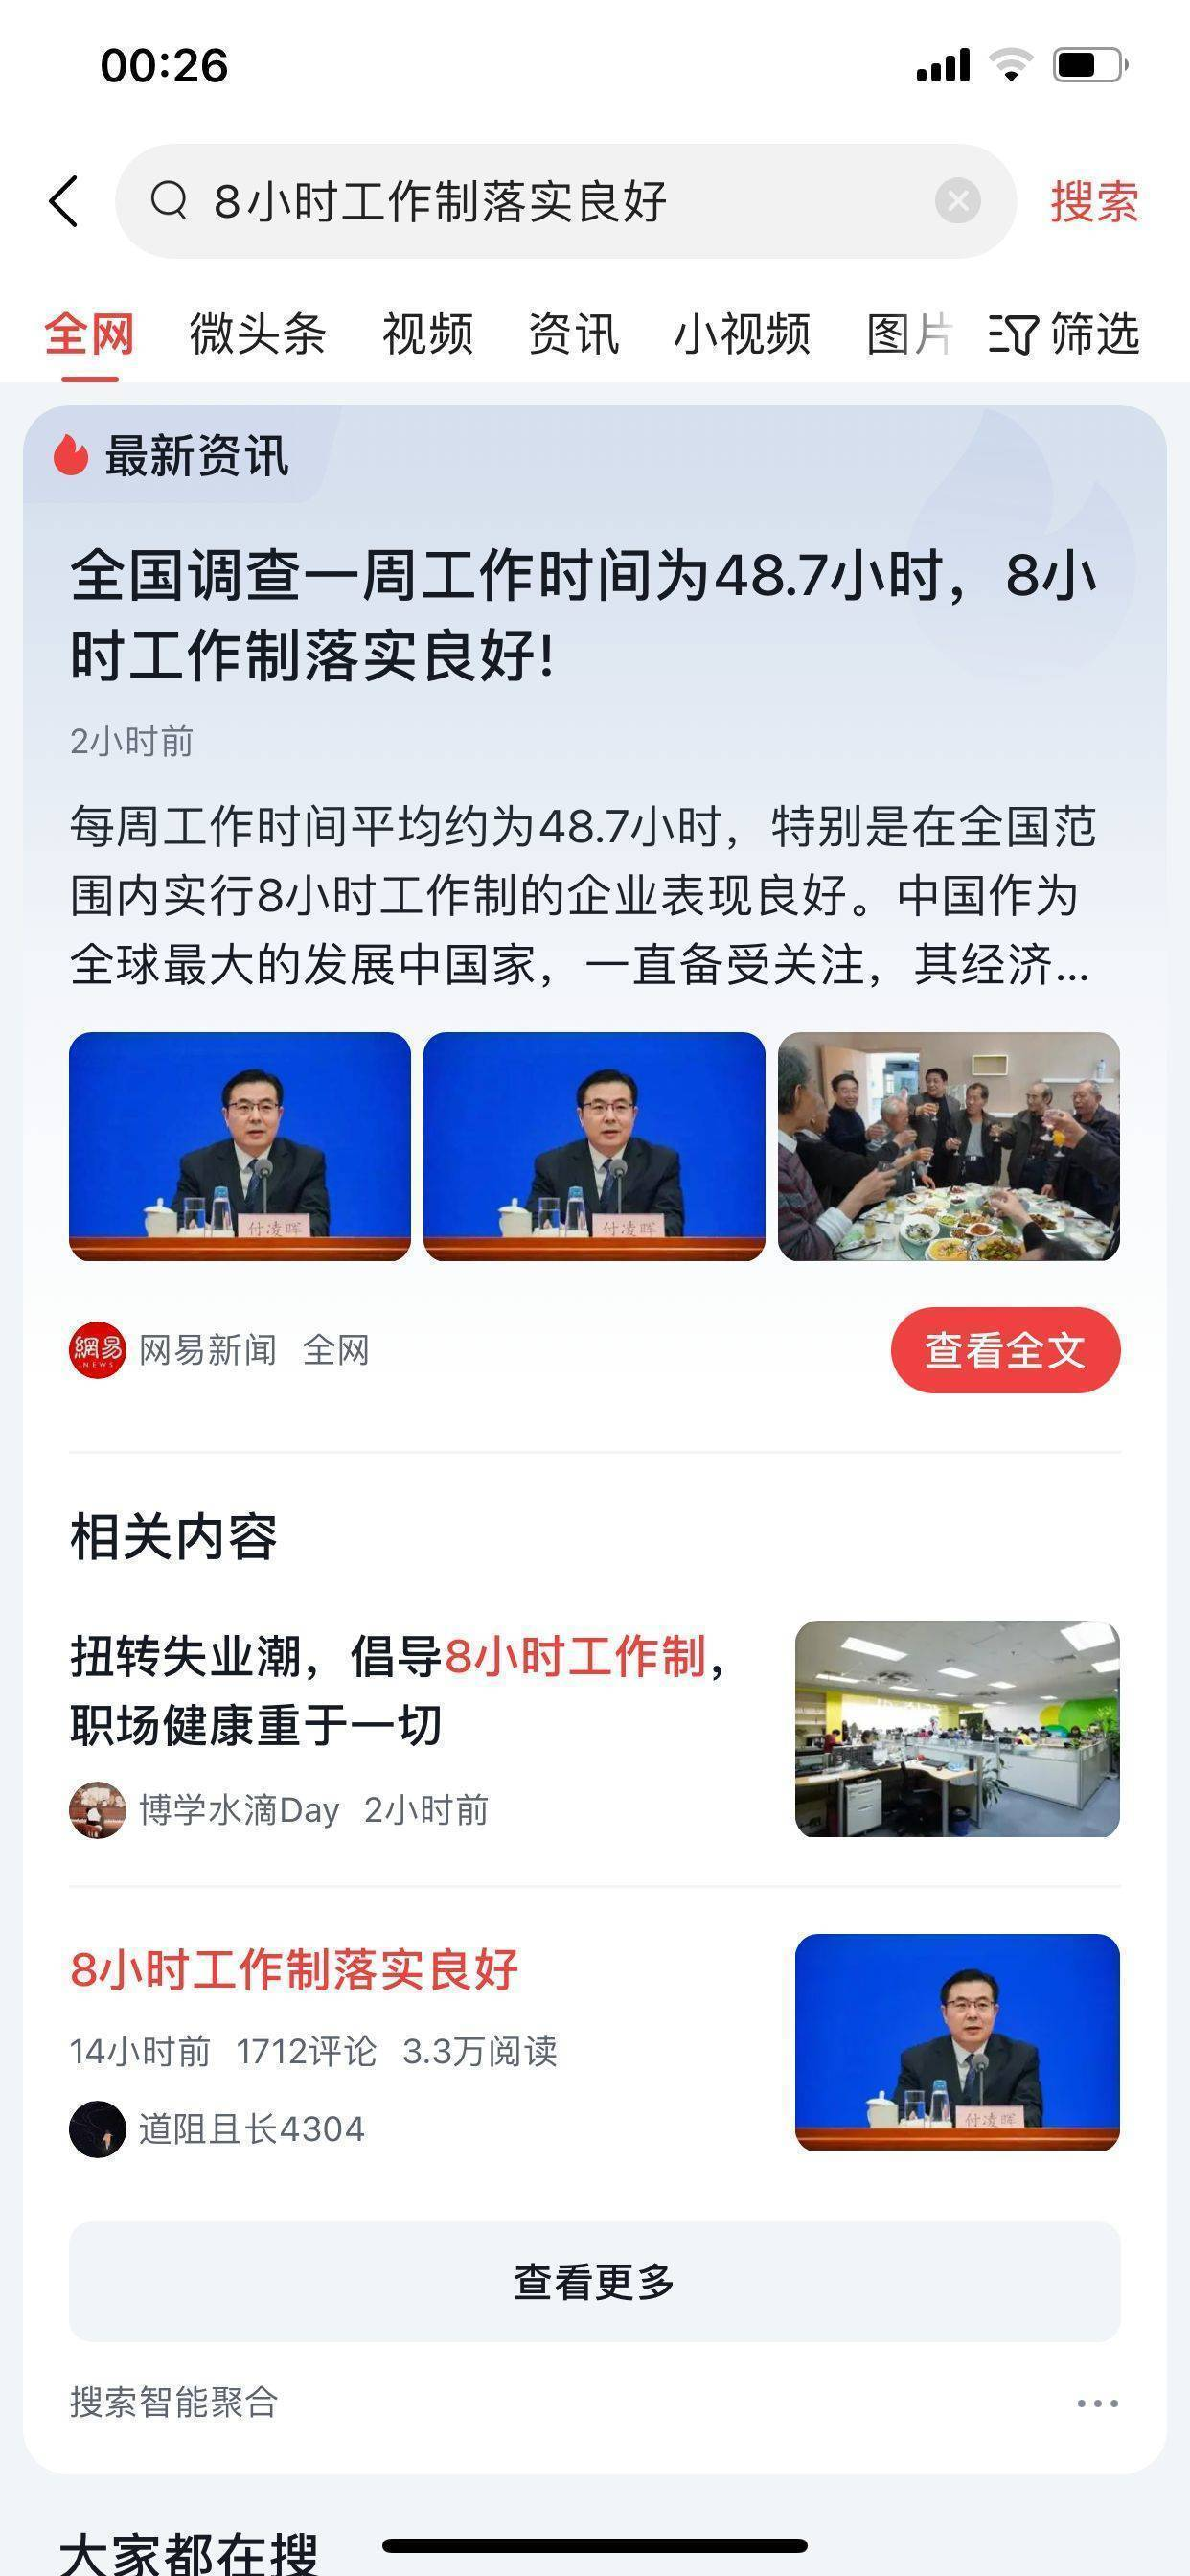 00:26
8小时工作制落实良好
搜索
全网 微头条 视频 资讯 小视频 图片 筛选
最新资讯
全国调查一周工作时间为48.7小时，8小
时工作制落实良好！
2小时前
每周工作时间平均约为48.7小时，特别是在全国范
围内实行8小时工作制的企业表现良好。中国作为
全球最大的发展中国家，一直备受关注，其经济...
付凌晖
付凌晖
網易
NEWS
网易新闻 全网
查看全文
相关内容
扭转失业潮，倡导8小时工作制，
职场健康重于一切
博学水滴Day 2小时前
8小时工作制落实良好
14小时前 1712评论 3.3万阅读
付凌晖
道阻且长4304
查看更多
搜索智能聚合
大家都在搜